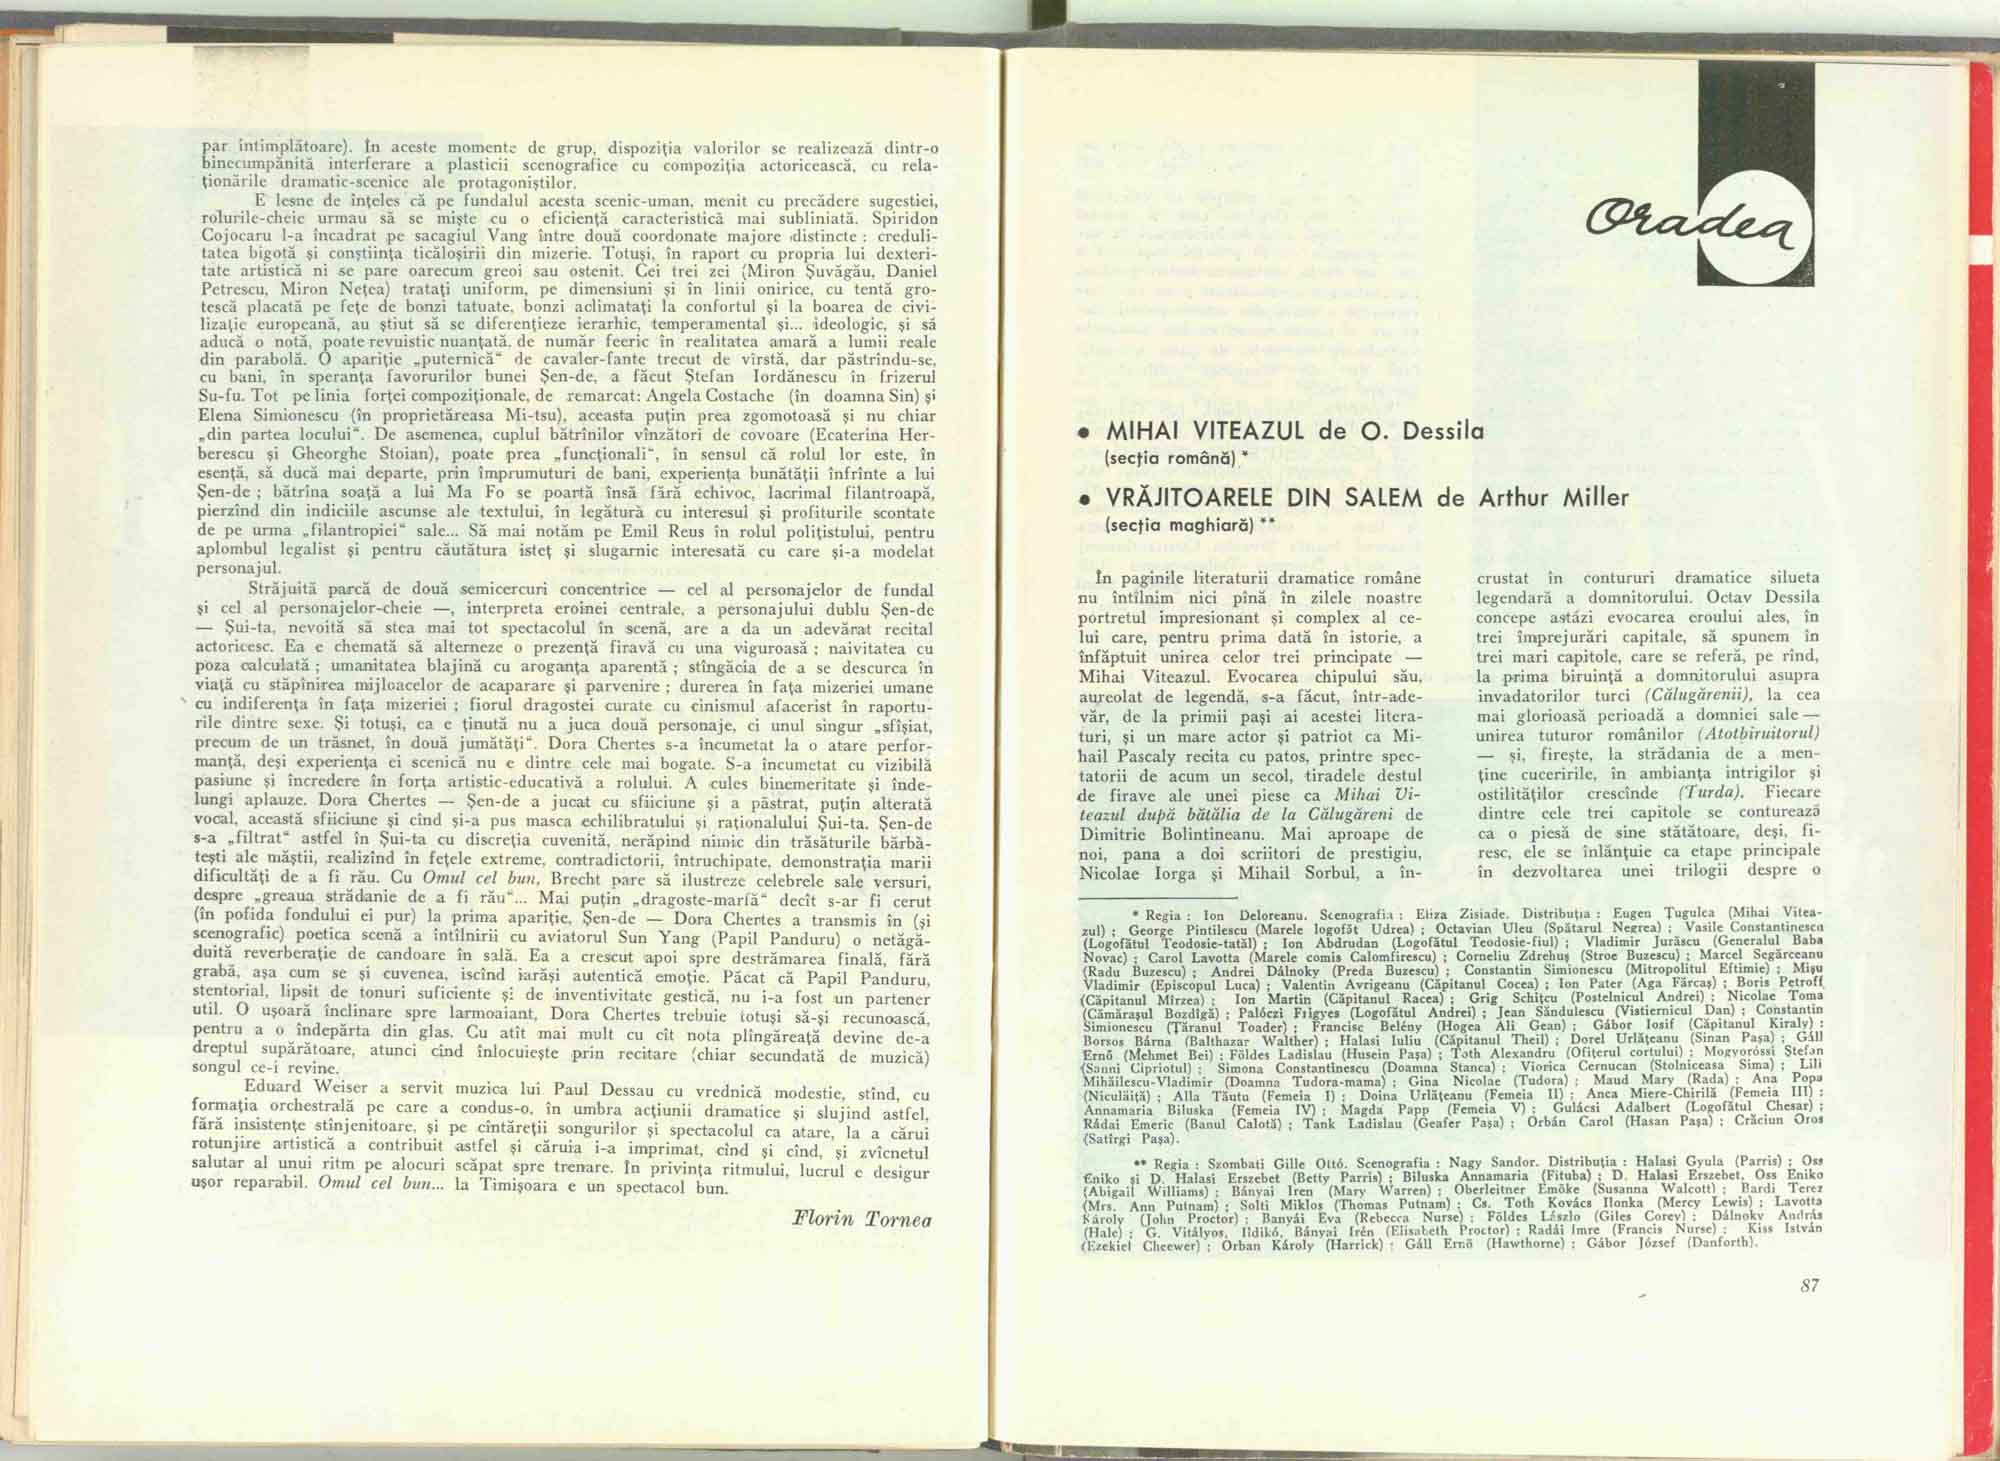 par întîmplătoare). În aceste momente de grup, dispoziția valorilor se realizează dintr-o
binecumpănită interferare a plasticii scenografice cu compoziția actoricească, cu rela-
ționările dramatic-scenice ale protagoniștilor.
E lesne de înțeles că pe fundalul acesta scenic-uman, menit cu precădere sugestiei,
rolurile-cheie urmau să se miște cu o eficiență caracteristică mai subliniată. Spiridon
Cojocaru l-a încadrat pe sacagiul Vang între două coordonate majore distincte : creduli-
tatea bigotă și conștiința ticăloșirii din mizerie. Totuși, în raport cu propria lui dexteri-
tate artistică ni se pare oarecum greoi sau ostenit. Cei trei zei (Miron Șuvăgău, Daniel
Petrescu, Miron Nețea) tratați uniform, pe dimensiuni și în linii onirice, cu tentă gro-
tescă placată pe fețe de bonzi tatuate, bonzi aclimatați la confortul și la boarea de civi-
lizație europeană, au știut să se diferențieze ierarhic, temperamental și... ideologic, și să
aducă o notă, poate revuistic nuanțată, de număr feeric în realitatea amară a lumii reale
din parabolă. O apariție „puternică“ de cavaler-fante trecut de vîrstă, dar păstrîndu-se,
cu bani, în speranța favorurilor bunei Șen-de, a făcut Ștefan Iordănescu în frizerul
Su-fu. Tot pe linia forței compoziționale, de remarcat: Angela Costache (în doamna Sin) și
Elena Simionescu (în proprietăreasa Mi-tsu), aceasta puțin prea zgomotoasă și nu chiar
„din partea locului“. De asemenea, cuplul bătrînilor vînzători de covoare (Ecaterina Her-
berescu și Gheorghe Stoian), poate prea „funcționali“, în sensul că rolul lor este, în
esență, să ducă mai departe, prin împrumuturi de bani, experiența bunătății înfrînte a lui
Șen-de ; bătrîna soață a lui Ma Fo se poartă însă fără echivoc, lacrimal filantroapă,
pierzînd din indiciile ascunse ale textului, în legătură cu interesul și profiturile scontate
de pe urma „filantropiei“ sale... Să mai notăm pe Emil Reus în rolul polițistului, pentru
aplombul legalist și pentru căutătura isteț și slugarnic interesată cu care și-a modelat
personajul.
Străjuită parcă de două semicercuri concentrice — cel al personajelor de fundal
și cel al personajelor-cheie —, interpreta eroinei centrale, a personajului dublu Șen-de
— Șui-ta, nevoită să stea mai tot spectacolul în scenă, are a da un adevărat recital
actoricesc. Ea e chemată să alterneze o prezență firavă cu una viguroasă ; naivitatea cu
poza calculată ; umanitatea blajină cu aroganța aparentă ; stîngăcia de a se descurca în
viață cu stăpînirea mijloacelor de acaparare și parvenire ; durerea în fața mizeriei umane
cu indiferența în fața mizeriei ; fiorul dragostei curate cu cinismul afacerist în raportu-
rile dintre sexe. Și totuși, ea e ținută nu a juca două personaje, ci unul singur „sfîșiat,
precum de un trăsnet, în două jumătăți“. Dora Chertes s-a încumetat la o atare perfor-
manță, deși experiența ei scenică nu e dintre cele mai bogate. S-a încumetat cu vizibilă
pasiune și încredere în forța artistic-educativă a rolului. A cules binemeritate și înde-
lungi aplauze. Dora Chertes — Șen-de a jucat cu sfiiciune și a păstrat, puțin alterată
vocal, această sfiiciune și cînd și-a pus masca echilibratului și raționalului Șui-ta. Șen-de
s-a „filtrat“ astfel în Șui-ta cu discreția cuvenită, nerăpind nimic din trăsăturile bărbă-
tești ale măștii, realizînd în fețele extreme, contradictorii, întruchipate, demonstrația marii
dificultăți de a fi rău. Cu Omul cel bun, Brecht pare să ilustreze celebrele sale versuri,
despre „greaua strădanie de a fi rău“... Mai puțin „dragoste-marfă“ decît s-ar fi cerut
(în pofida fondului ei pur) la prima apariție, Șen-de — Dora Chertes a transmis în (și
scenografic) poetica scenă a întîlnirii cu aviatorul Sun Yang (Papil Panduru) o netăgă-
duită reverberație de candoare în sală. Ea a crescut apoi spre destrămarea finală, fără
grabă, așa cum se și cuvenea, iscînd iarăși autentică emoție. Păcat că Papil Panduru,
stentorial, lipsit de tonuri suficiente și de inventivitate gestică, nu i-a fost un partener
util. O ușoară înclinare spre larmoaiant, Dora Chertes trebuie totuși să-și recunoască,
pentru a o îndepărta din glas. Cu atît mai mult cu cît nota plîngăreață devine de-a
dreptul supărătoare, atunci cînd înlocuiește prin recitare (chiar secundată de muzică)
songul ce-i revine.
Eduard Weiser a servit muzica lui Paul Dessau cu vrednică modestie, stînd, cu
formația orchestrală pe care a condus-o, în umbra acțiunii dramatice și slujind astfel,
fără insistențe stînjenitoare, și pe cîntăreții songurilor și spectacolul ca atare, la a cărui
rotunjire artistică a contribuit astfel și căruia i-a imprimat, cînd și cînd, și zvîcnetul
salutar al unui ritm pe alocuri scăpat spre trenare. În privința ritmului, lucrul e desigur
ușor reparabil. Omul cel bun... la Timișoara e un spectacol bun.
Florin Tornea
Oradea
• MIHAI VITEAZUL de O. Dessila
(secția română) *
• VRĂJITOARELE DIN SALEM de Arthur Miller
(secția maghiară) **
În paginile literaturii dramatice române
nu întîlnim nici pînă în zilele noastre
portretul impresionant și complex al ce-
lui care, pentru prima dată în istorie, a
înfăptuit unirea celor trei principate —
Mihai Viteazul. Evocarea chipului său,
aureolat de legendă, s-a făcut, într-ade-
văr, de la primii pași ai acestei litera-
turi, și un mare actor și patriot ca Mi-
hail Pascaly recita cu patos, printre spec-
tatorii de acum un secol, tiradele destul
de firave ale unei piese ca Mihai Vi-
teazul după bătălia de la Călugăreni de
Dimitrie Bolintineanu. Mai aproape de
noi, pana a doi scriitori de prestigiu,
Nicolae Iorga și Mihail Sorbul, a în-
crustat în contururi dramatice silueta
legendară a domnitorului. Octav Dessila
concepe astăzi evocarea eroului ales, în
trei împrejurări capitale, să spunem în
trei mari capitole, care se referă, pe rînd,
la prima biruință a domnitorului asupra
invadatorilor turci (Călugărenii), la cea
mai glorioasă perioadă a domniei sale —
unirea tuturor românilor (Atotbiruitorul)
— și, firește, la strădania de a men-
ține cuceririle, în ambianța intrigilor și
ostilităților crescînde (Turda). Fiecare
dintre cele trei capitole se conturează
ca o piesă de sine stătătoare, deși, fi-
resc, ele se înlănțuie ca etape principale
în dezvoltarea unei trilogii despre o
* Regia : Ion Deloreanu. Scenografia : Eliza Zisiade. Distribuția : Eugen Țugulea (Mihai Vitea-
zul) ; George Pintilescu (Marele logofăt Udrea) ; Octavian Uleu (Spătarul Negrea) ; Vasile Constantinescu
(Logofătul Teodosie-tatăl) ; Ion Abdrudan (Logofătul Teodosie-fiul) ; Vladimir Jurăscu (Generalul Baba
Novac) ; Carol Lavotta (Marele comis Calomfirescu) ; Corneliu Zdrehuș (Stroe Buzescu) ; Marcel Segărceanu
(Radu Buzescu) ; Andrei Dálnoky (Preda Buzescu) ; Constantin Simionescu (Mitropolitul Eftimie) ; Mișu
Vladimir (Episcopul Luca) ; Valentin Avrigeanu (Căpitanul Cocea) ; Ion Pater (Aga Fărcaș) ; Boris Petroff
(Căpitanul Mîrzea) ; Ion Martin (Căpitanul Racea) ; Grig Schițcu (Postelnicul Andrei) ; Nicolae Toma
(Cămărașul Bozdîgă) ; Palóczi Frigyes (Logofătul Andrei) ; Jean Săndulescu (Vistiernicul Dan) ; Constantin
Simionescu (Țăranul Toader) ; Francisc Belény (Hogea Ali Gean) ; Gábor Iosif (Căpitanul Kiraly) ;
Borsos Bárna (Balthazar Walther) ; Halasi Iuliu (Căpitanul Theil) ; Dorel Urlățeanu (Sinan Pașa) ; Gáll
Ernő (Mehmet Bei) ; Földes Ladislau (Husein Pașa) ; Toth Alexandru (Ofițerul cortului) ; Mogyorössi Ștefan
(Sanni Cipriotul) ; Simona Constantinescu (Doamna Stanca) ; Viorica Cernucan (Stolniceasa Sima) ; Lili
Mihăilescu-Vladimir (Doamna Tudora-mama) ; Gina Nicolae (Tudora) ; Maud Mary (Rada) ; Ana Popa
(Niculăiță) ; Alla Tăutu (Femeia I) ; Doina Urlățeanu (Femeia II) ; Anca Miere-Chirilă (Femeia III) ;
Annamaria Biluska (Femeia IV) ; Magda Papp (Femeia V) ; Gulácsi Adalbert (Logofătul Chesar) ;
Rádai Emeric (Banul Calotă) ; Tank Ladislau (Geafer Pașa) ; Orbán Carol (Hasan Pașa) ; Crăciun Oros
(Satîrgi Pașa).
** Regia : Szombati Gille Ottó. Scenografia : Nagy Sandor. Distribuția : Halasi Gyula (Parris) ; Oss
Eniko și D. Halasi Erszebet (Betty Parris) ; Biluska Annamaria (Fituba) ; D. Halasi Erszebet, Oss Eniko
(Abigail Williams) ; Bányai Iren (Mary Warren) ; Oberleitner Emöke (Susanna Walcott) ; Bardi Terez
(Mrs. Ann Putnam) ; Solti Miklos (Thomas Putnam) ; Cs. Toth Kovács Ilonka (Mercy Lewis) ; Lavotta
Károly (John Proctor) ; Banyái Eva (Rebecca Nurse) ; Földes László (Giles Corey) ; Dálnoky András
(Hale) ; G. Vitályos, Ildikó, Bányai Irén (Elisabeth Proctor) ; Radái Imre (Francis Nurse) ; Kiss István
(Ezekiel Cheewer) ; Orban Károly (Harrick) ; Gáll Ernö (Hawthorne) ; Gábor József (Danforth).
87